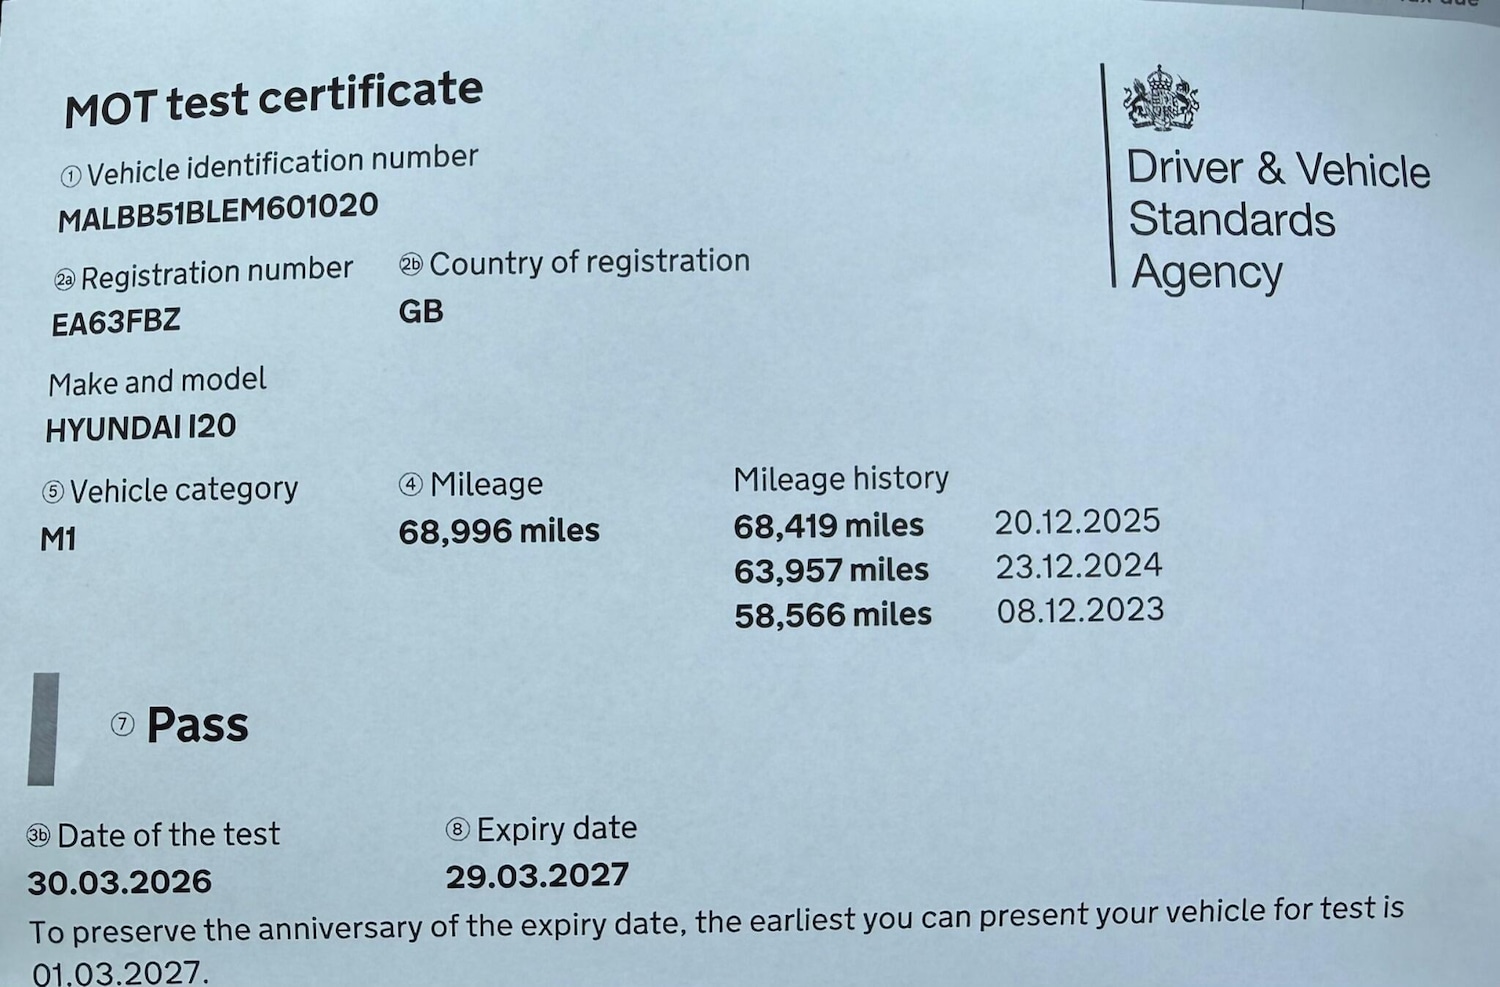 MOT test certificate
① Vehicle identification number
MALBB51BLEM601020
2a Registration number 2b Country of registration
EA63FBZ GB
Make and model
HYUNDAI I20
⑤ Vehicle category ④ Mileage Mileage history
M1 68,996 miles 68,419 miles 20.12.2025
63,957 miles 23.12.2024
58,566 miles 08.12.2023
⑦ Pass
3b Date of the test ⑧ Expiry date
30.03.2026 29.03.2027
To preserve the anniversary of the expiry date, the earliest you can present your vehicle for test is
01.03.2027.
Driver & Vehicle
Standards
Agency